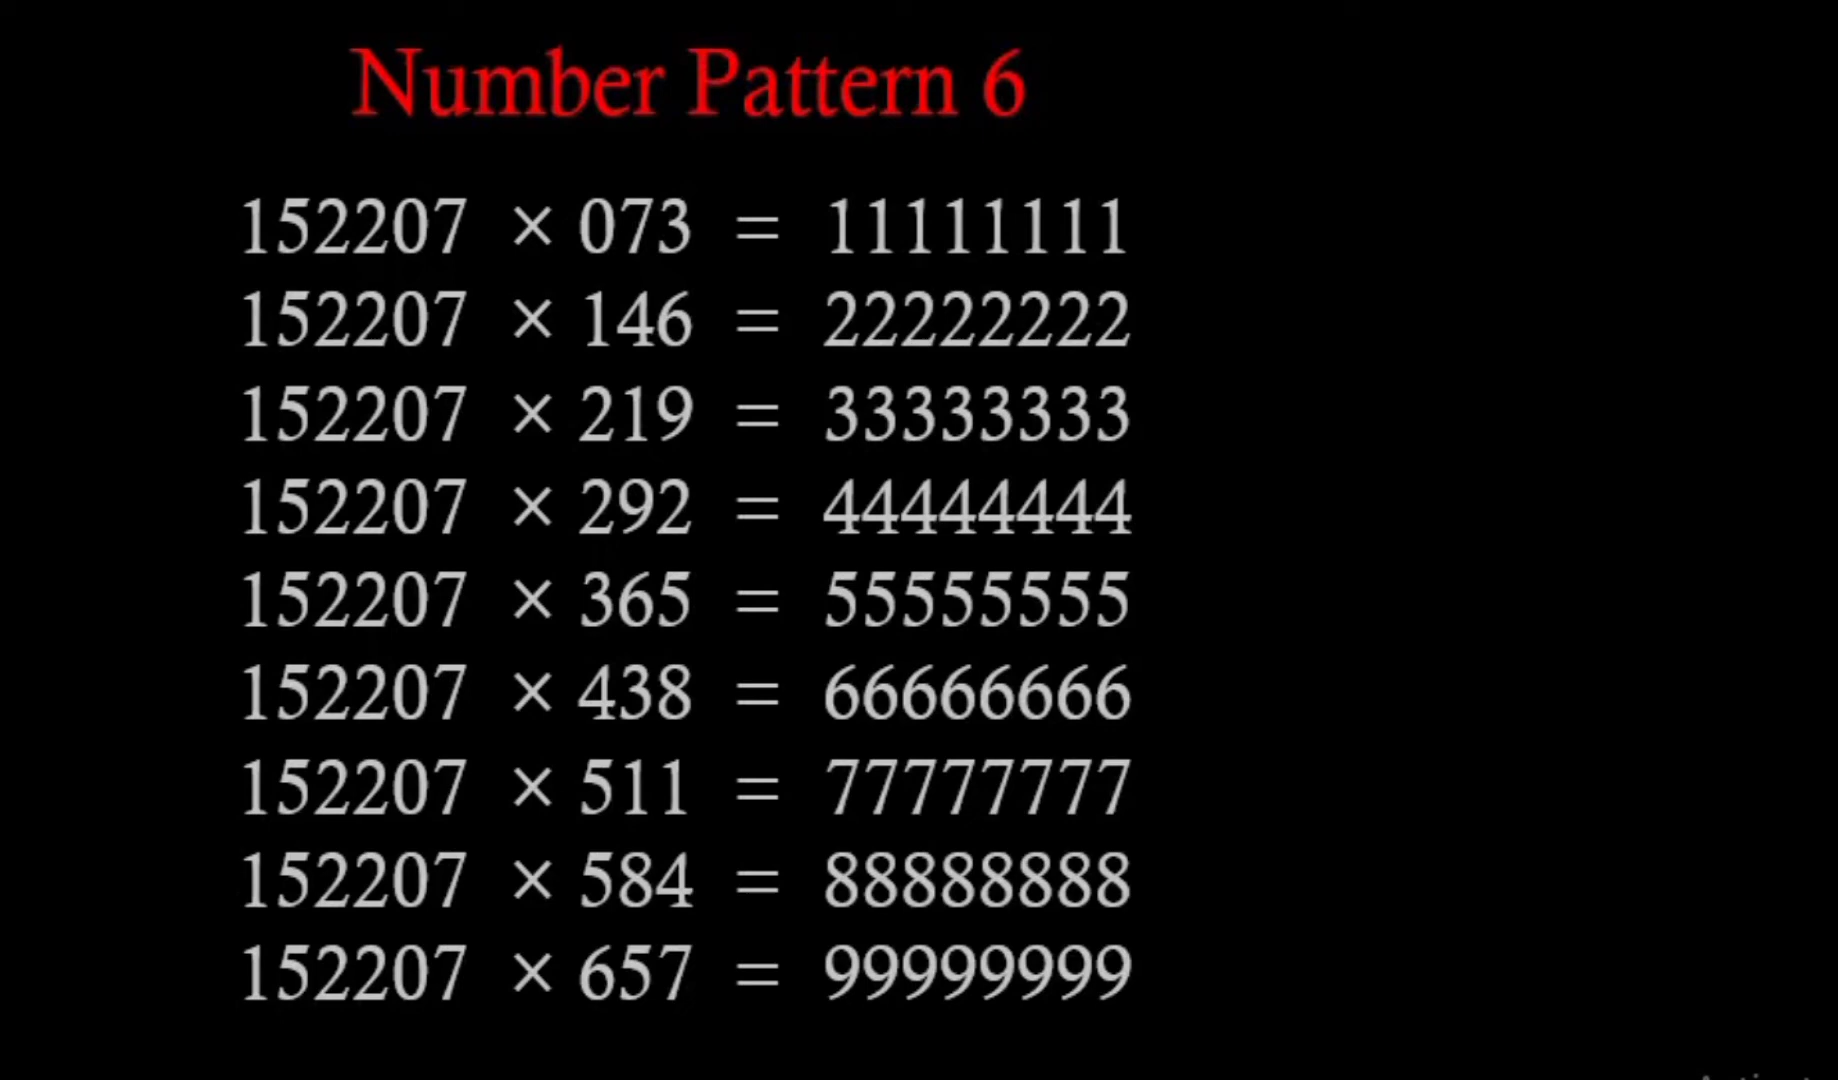 Number Pattern 6
152207 × 073 = 11111111
152207 × 146 = 22222222
152207 × 219 = 33333333
152207 × 292 = 44444444
152207 × 365 = 55555555
152207 × 438 = 66666666
152207 × 511 = 77777777
152207 × 584 = 88888888
152207 × 657 = 99999999